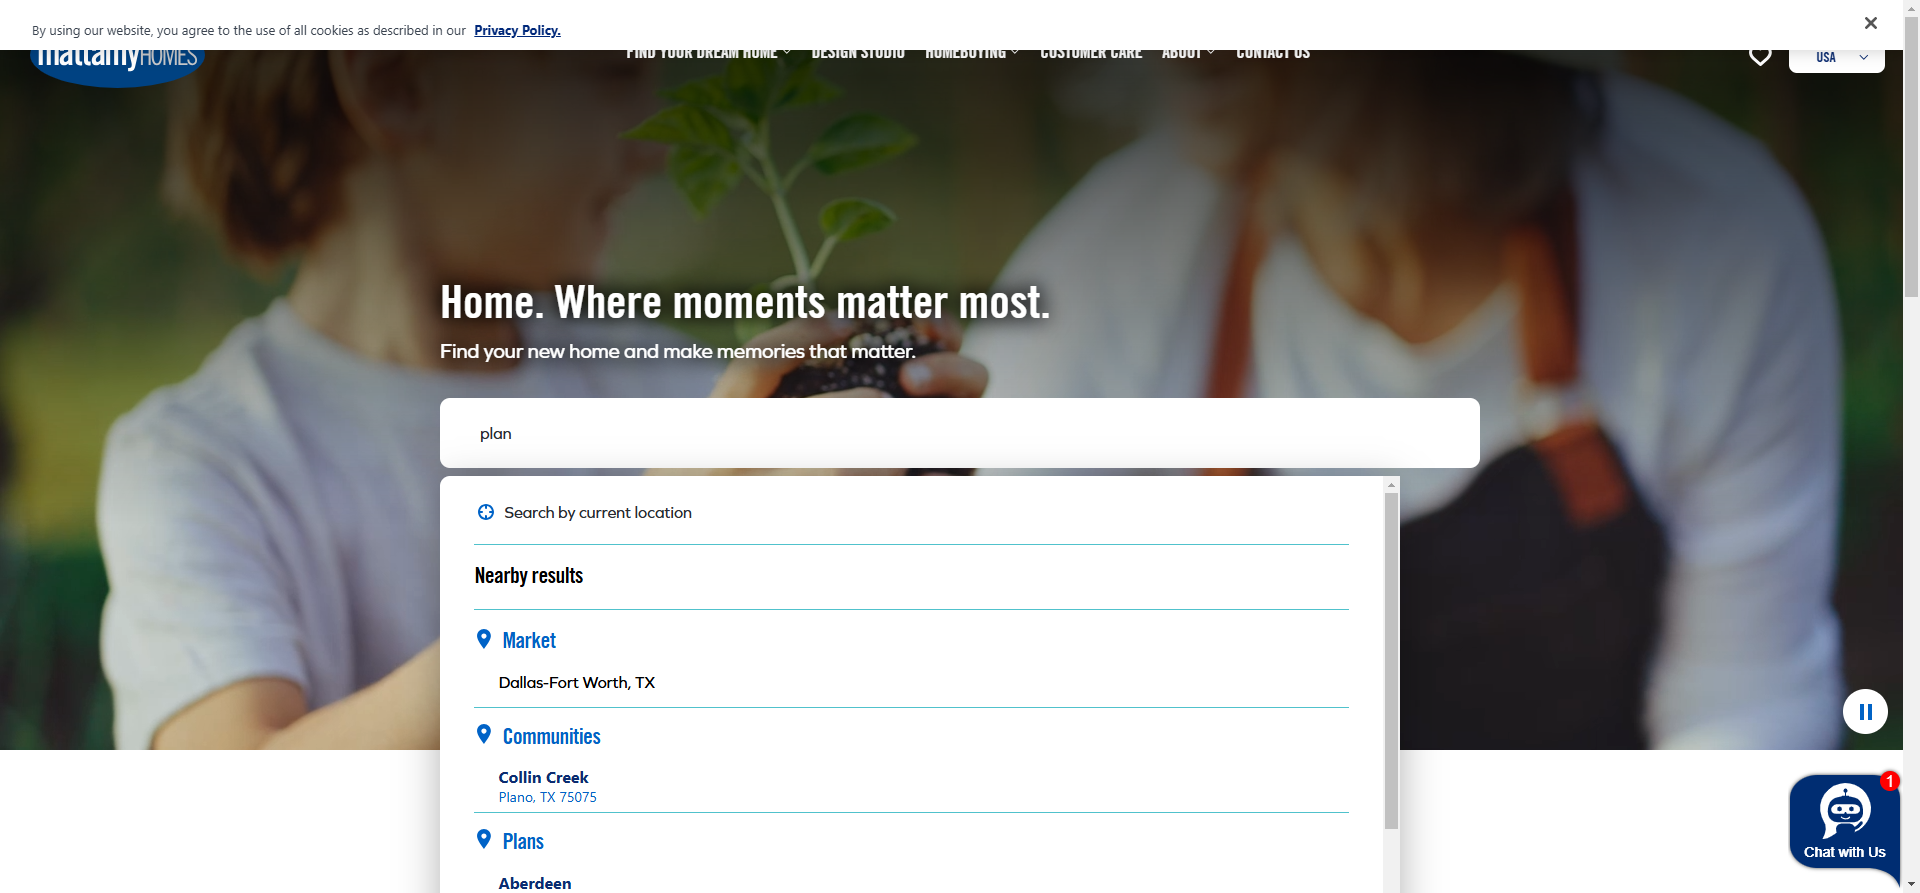 By using our website, you agree to the use of all cookies as described in our Privacy Policy.
mattamyHOMES
FIND YOUR DREAM HOME
DESIGN STUDIO
HOMEBUYING
CUSTOMER CARE
ABOUT
CONTACT US
USA
Home. Where moments matter most.
Find your new home and make memories that matter.
plan
Search by current location
Nearby results
Market
Dallas-Fort Worth, TX
Communities
Collin Creek
Plano, TX 75075
Plans
Aberdeen
1
Chat with Us